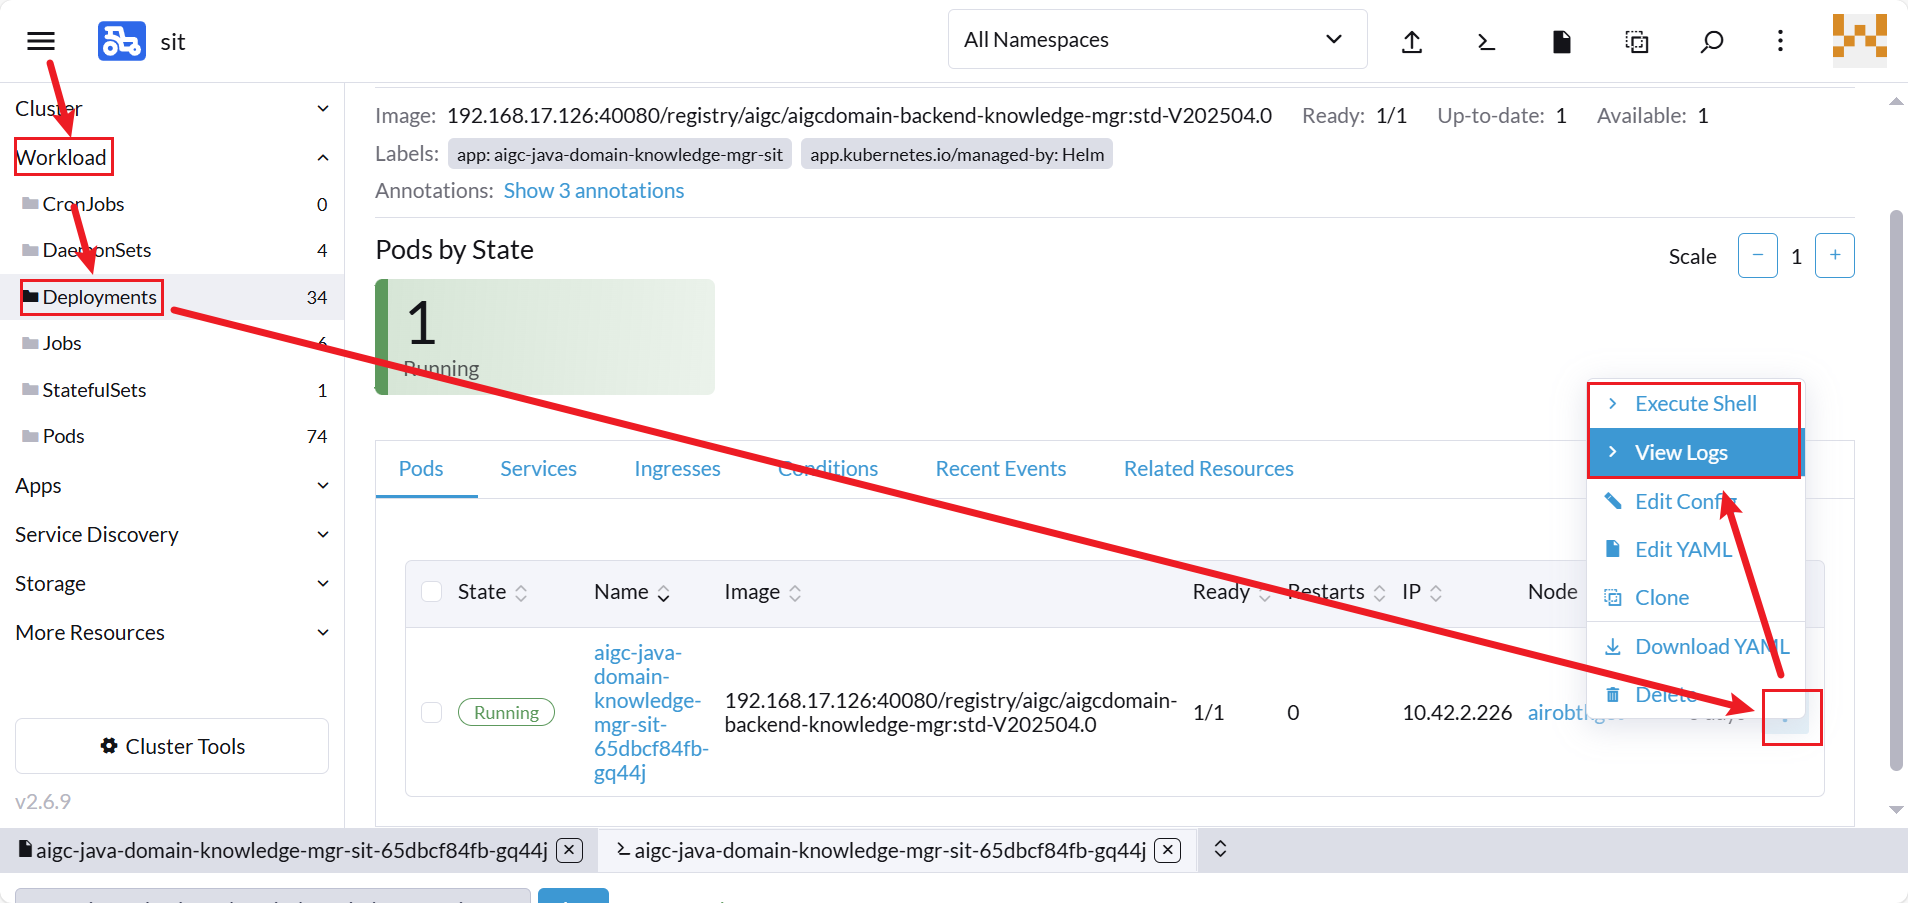 sit
All Namespaces
Cluster
Workload
CronJobs 0
DaemonSets 4
Deployments 34
Jobs 6
StatefulSets 1
Pods 74
Apps
Service Discovery
Storage
More Resources
Cluster Tools
v2.6.9
Image: 192.168.17.126:40080/registry/aigc/aigcdomain-backend-knowledge-mgr:std-V202504.0 Ready: 1/1 Up-to-date: 1 Available: 1
Labels: app: aigc-java-domain-knowledge-mgr-sit app.kubernetes.io/managed-by: Helm
Annotations: Show 3 annotations
Pods by State
Scale 1
1
Running
Pods Services Ingresses Conditions Recent Events Related Resources
State Name Image Ready Restarts IP Node
Running
aigc-java-
domain-
knowledge-
mgr-sit-
65dbcf84fb-
gq44j
192.168.17.126:40080/registry/aigc/aigcdomain-
backend-knowledge-mgr:std-V202504.0
1/1 0 10.42.2.226
Execute Shell
View Logs
Edit Config
Edit YAML
Clone
Download YAML
Delete
aigc-java-domain-knowledge-mgr-sit-65dbcf84fb-gq44j
aigc-java-domain-knowledge-mgr-sit-65dbcf84fb-gq44j